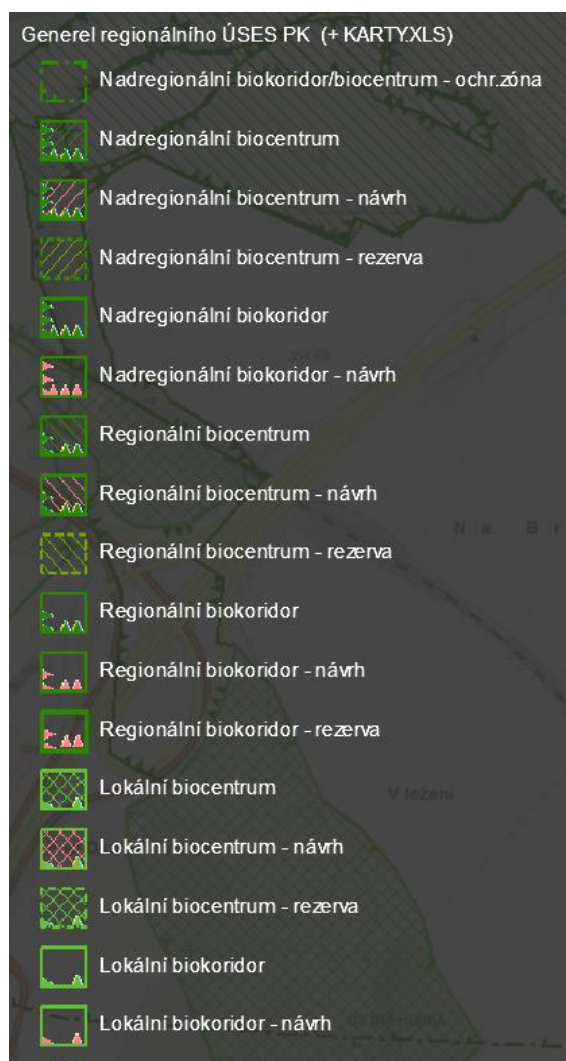 Generel regionálního ÚSES PK (+ KARTY.XLS)
Nadregionální biokoridor/biocentrum - ochr.zóna
Nadregionální biocentrum
Nadregionální biocentrum - návrh
Nadregionální biocentrum - rezerva
Nadregionální biokoridor
Nadregionální biokoridor - návrh
Regionální biocentrum
Regionální biocentrum - návrh
N a B
Regionální biocentrum - rezerva
Regionální biokoridor
Regionální biokoridor - návrh
Regionální biokoridor - rezerva
Lokální biocentrum
V ležení
Lokální biocentrum - návrh
Lokální biocentrum - rezerva
Lokální biokoridor
Lokální biokoridor - návrh